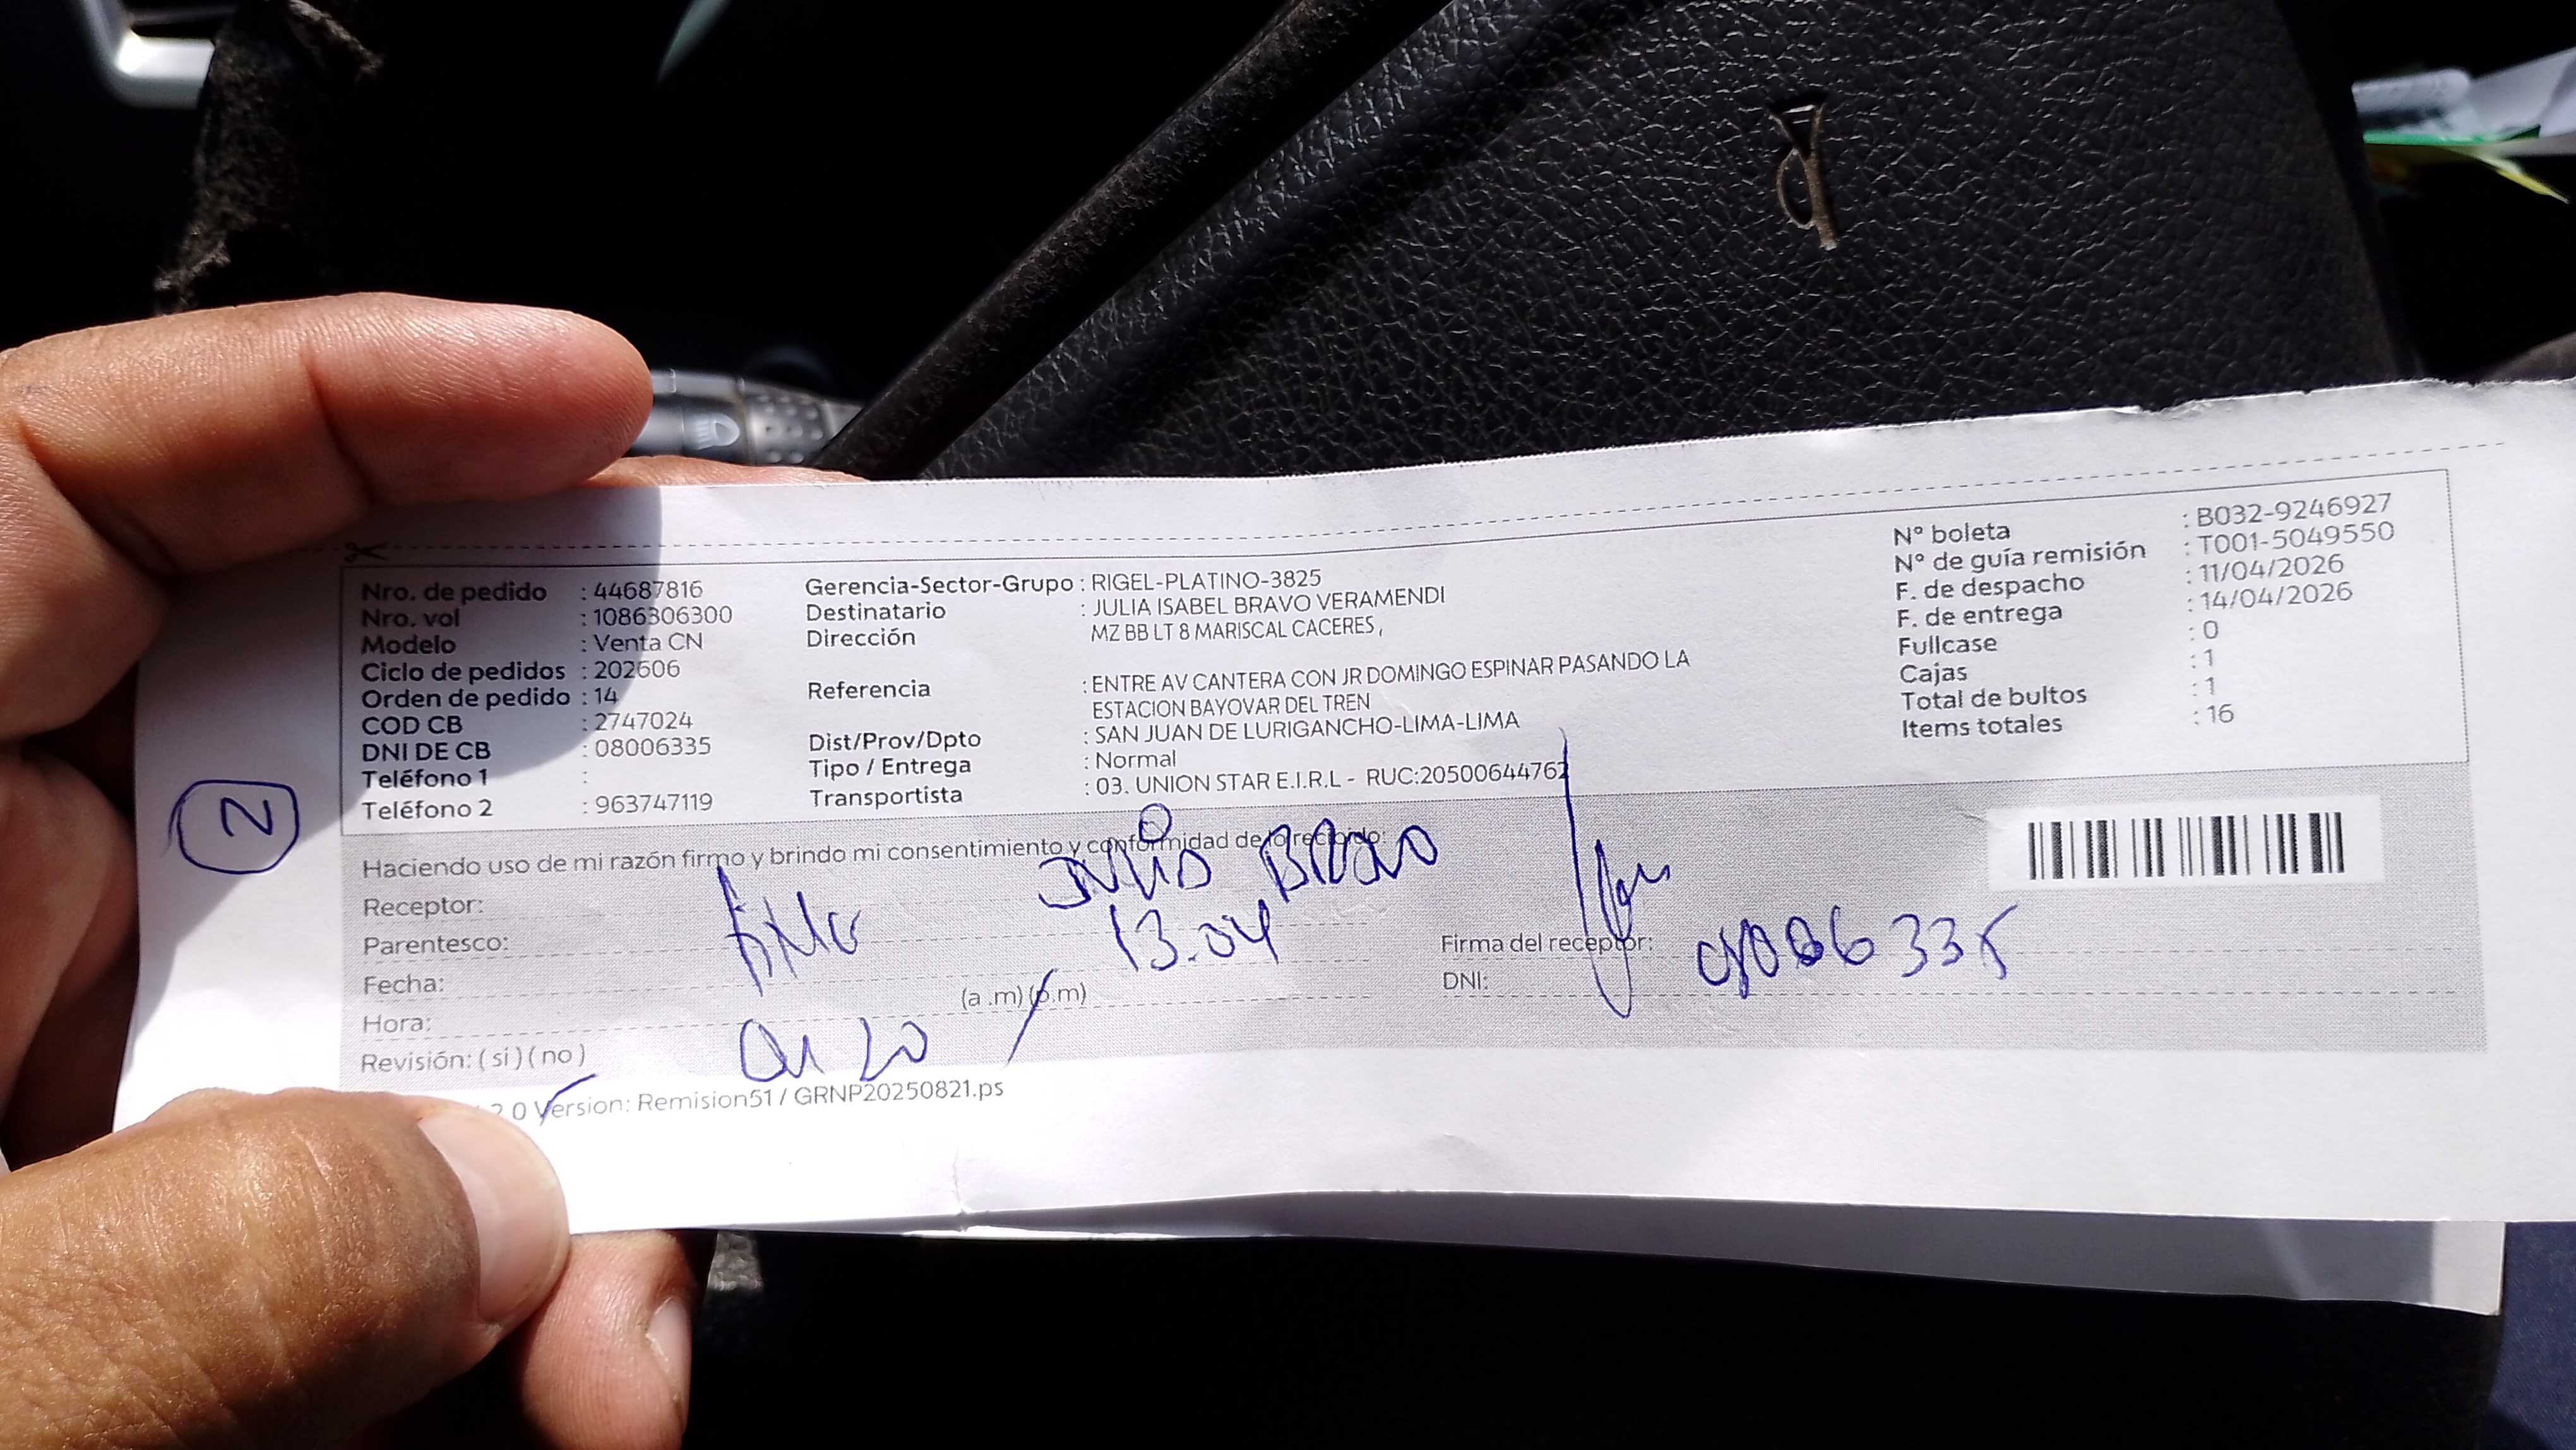 Nro. de pedido : 44687816
Nro. vol : 1086306300
Modelo : Venta CN
Ciclo de pedidos : 202606
Orden de pedido : 14
COD CB : 2747024
DNI DE CB : 08006335
Teléfono 1 :
Teléfono 2 : 963747119
Gerencia-Sector-Grupo : RIGEL-PLATINO-3825
Destinatario : JULIA ISABEL BRAVO VERAMENDI
Dirección MZ BB LT 8 MARISCAL CACERES ,
Referencia : ENTRE AV CANTERA CON JR DOMINGO ESPINAR PASANDO LA
ESTACION BAYOVAR DEL TREN
Dist/Prov/Dpto : SAN JUAN DE LURIGANCHO-LIMA-LIMA
Tipo / Entrega : Normal
Transportista : 03. UNION STAR E.I.R.L - RUC:20500644762
N° boleta : B032-9246927
N° de guía remisión : T001-5049550
F. de despacho : 11/04/2026
F. de entrega : 14/04/2026
Fullcase : 0
Cajas : 1
Total de bultos : 1
Items totales : 16
2
Haciendo uso de mi razón firmo y brindo mi consentimiento y conformidad de lo recibido:
Receptor: Julia Bravo
Parentesco:
Fecha: 13.04
Hora: (a .m) (p.m)
Revisión: ( si ) ( no )
Firma del receptor:
DNI: 08006335
2 0 Version: Remision51 / GRNP20250821.ps